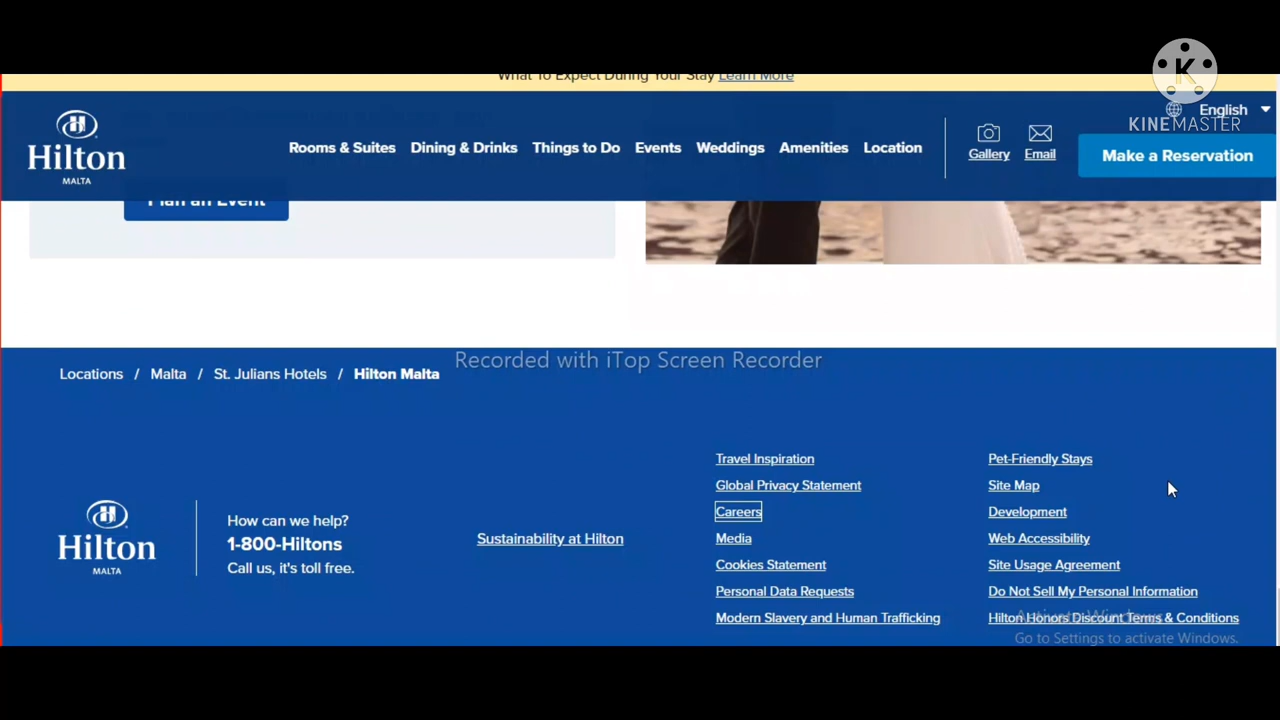 What To Expect During Your Stay Learn More
K
KINEMASTER
English
Hilton
MALTA
Rooms & Suites Dining & Drinks Things to Do Events Weddings Amenities Location
Gallery Email
Make a Reservation
Plan an Event
Recorded with iTop Screen Recorder
Locations / Malta / St. Julians Hotels / Hilton Malta
Hilton
MALTA
How can we help?
1-800-Hiltons
Call us, it's toll free.
Sustainability at Hilton
Travel Inspiration
Global Privacy Statement
Careers
Media
Cookies Statement
Personal Data Requests
Modern Slavery and Human Trafficking
Pet-Friendly Stays
Site Map
Development
Web Accessibility
Site Usage Agreement
Do Not Sell My Personal Information
Hilton Honors Discount Terms & Conditions
Activate Windows
Go to Settings to activate Windows.